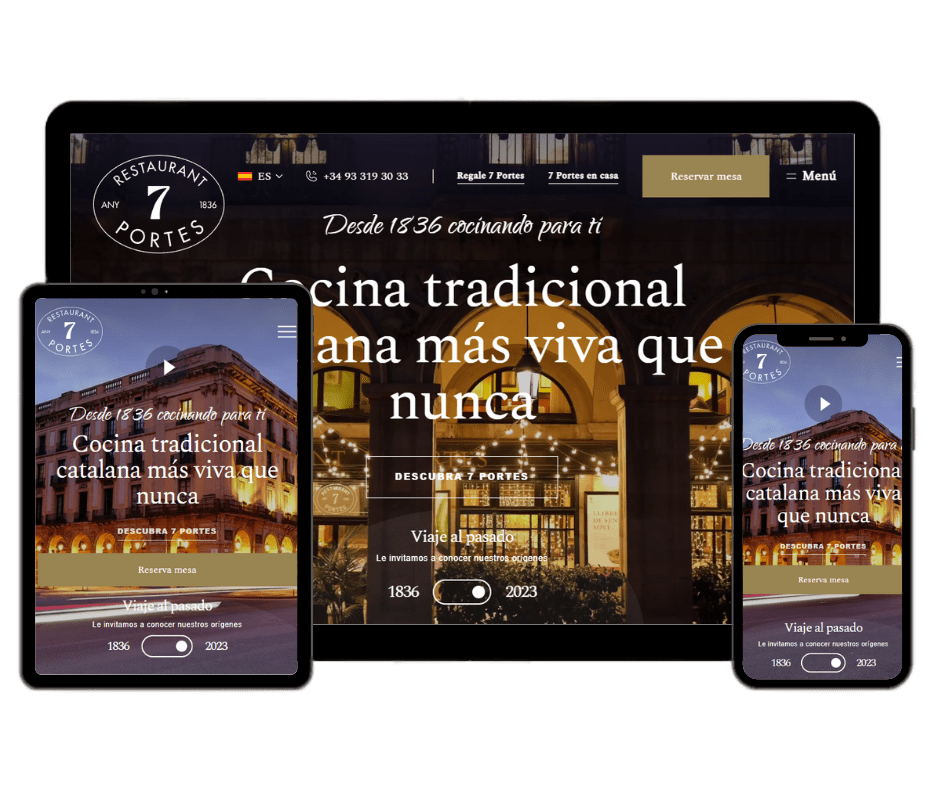 RESTAURANT
ANY 7 1836
PORTES
ES
+34 93 319 30 33
Regale 7 Portes
7 Portes en casa
Reservar mesa
Menú
Desde 1836 cocinando para ti
Cocina tradicional
ana más viva que
nunca
DESCUBRA 7 PORTES
Viaje al pasado
Le invitamos a conocer nuestros orígenes
1836 2023
RESTAURANT
ANY 7 1836
PORTES
Desde 1836 cocinando para ti
Cocina tradicional
catalana más viva que
nunca
DESCUBRA 7 PORTES
Reserva mesa
Viaje al pasado
Le invitamos a conocer nuestros orígenes
1836 2023
RESTAURANT
7
PORTES
Desde 1836 cocinando para
Cocina tradiciona
catalana más viva
que nunca
DESCUBRA 7 PORTES
Reserva mesa
Viaje al pasado
Le invitamos a conocer nuestros orígenes
1836 2023